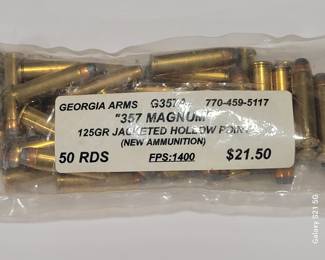 GEORGIA ARMS G357 770-459-5117
"357 MAGNUM"
125GR JACKETED HOLLOW POINT
(NEW AMMUNITION)
50 RDS FPS:1400 $21.50
Galaxy S21 5G